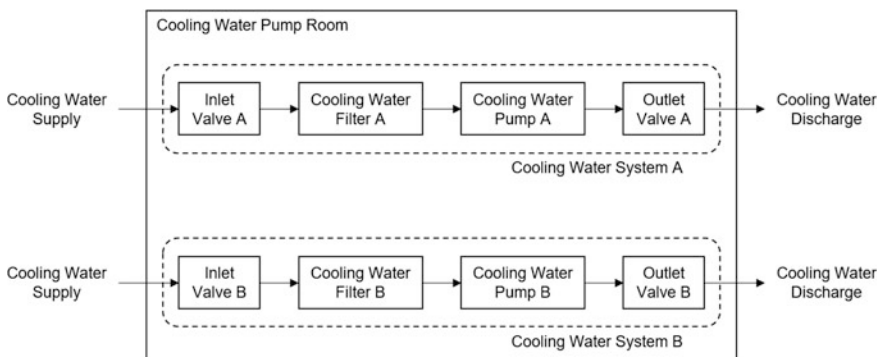 Cooling Water Pump Room
Cooling Water
Supply
Inlet
Valve A
Cooling Water
Filter A
Cooling Water
Pump A
Outlet
Valve A
Cooling Water
Discharge
Cooling Water System A
Cooling Water
Supply
Inlet
Valve B
Cooling Water
Filter B
Cooling Water
Pump B
Outlet
Valve B
Cooling Water
Discharge
Cooling Water System B